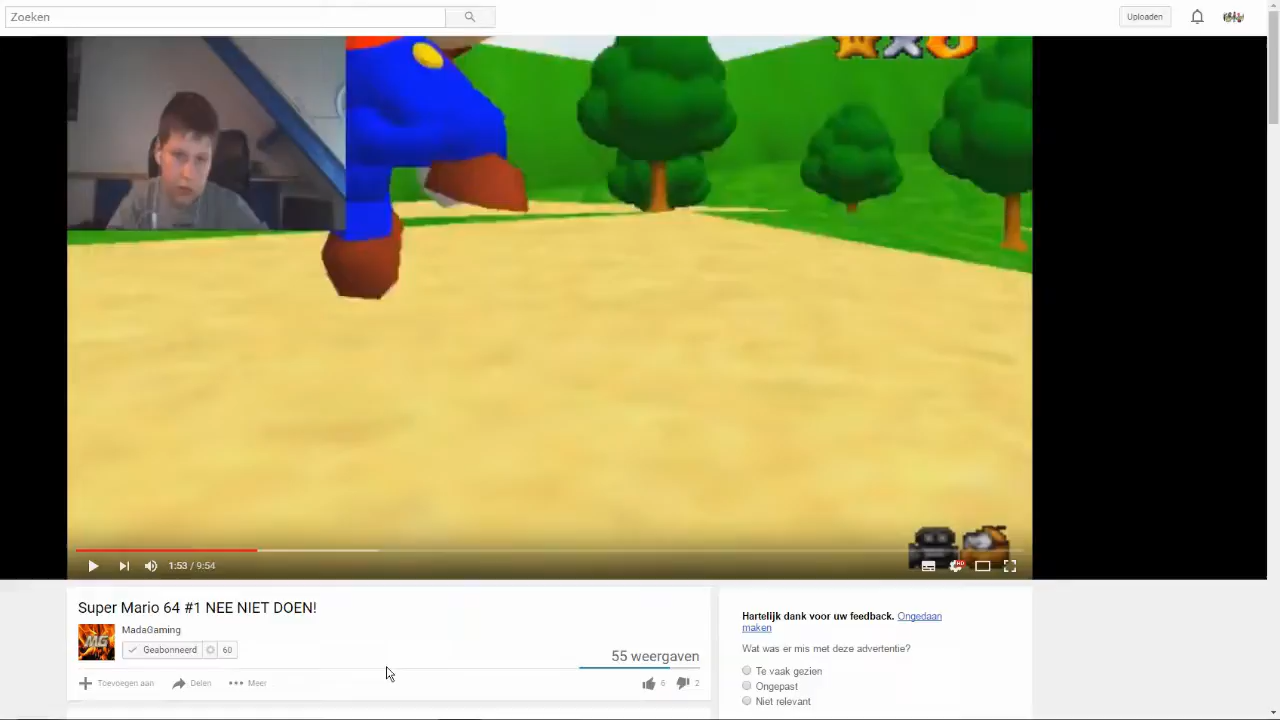 Zoeken
Uploaden
HD
1:53 / 9:54
Super Mario 64 #1 NEE NIET DOEN!
MG
MadaGaming
Geabonneerd 60
55 weergaven
Toevoegen aan
Delen
Meer
6
2
Hartelijk dank voor uw feedback. Ongedaan
maken
Wat was er mis met deze advertentie?
Te vaak gezien
Ongepast
Niet relevant